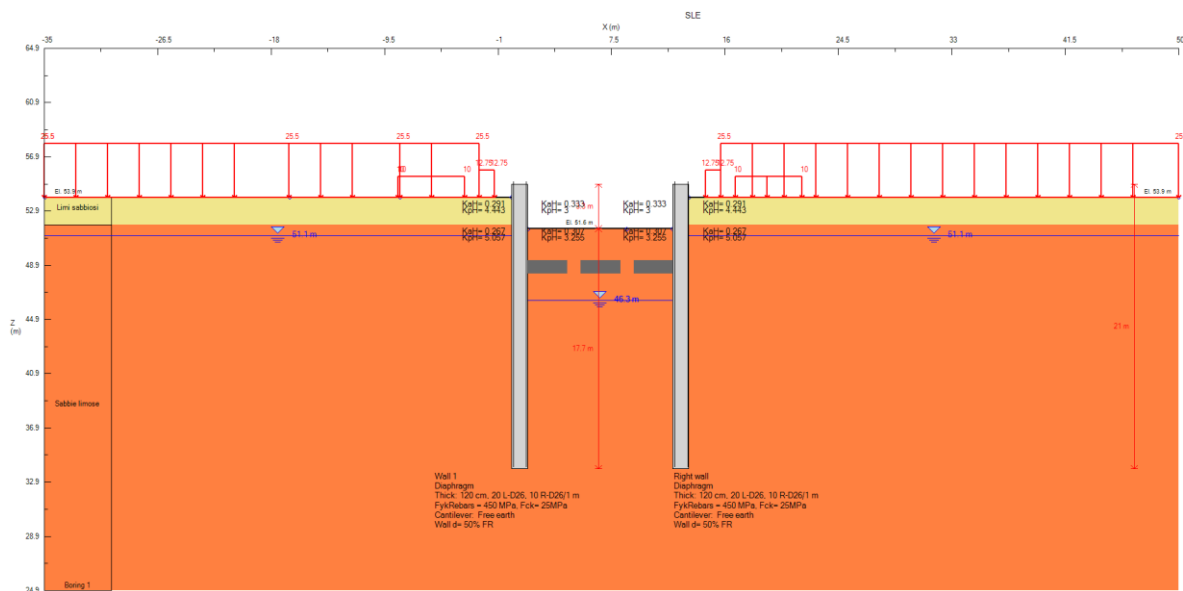 SLE
X (m)
-35 -26.5 -18 -9.5 -1 7.5 16 24.5 33 41.5 50
64.9
60.9
56.9
52.9
48.9
44.9
40.9
36.9
32.9
28.9
24.9
Z
(m)
25.5 25.5 25.5 25.5 25.5
12.75 12.75 12.75 12.75
10 10 10
El. 53.9 m El. 53.9 m
Limi sabbiosi
KaH= 0.291 KaH= 0.333 KaH= 0.333 KaH= 0.291
KpH= 4.443 KpH= 3 KpH= 3 KpH= 4.443
El. 51.6 m
KaH= 0.267 KaH= 0.307 KaH= 0.307 KaH= 0.267
KpH= 5.057 KpH= 3.255 KpH= 3.255 KpH= 5.057
51.1 m 51.1 m
46.3 m
21 m
17.7 m
Sabbie limose
Wall 1
Diaphragm
Thick: 120 cm, 20 L-D26, 10 R-D26/1 m
FykRebars = 450 MPa, Fck= 25MPa
Cantilever: Free earth
Wall d= 50% FR
Right wall
Diaphragm
Thick: 120 cm, 20 L-D26, 10 R-D26/1 m
FykRebars = 450 MPa, Fck= 25MPa
Cantilever: Free earth
Wall d= 50% FR
Boring 1